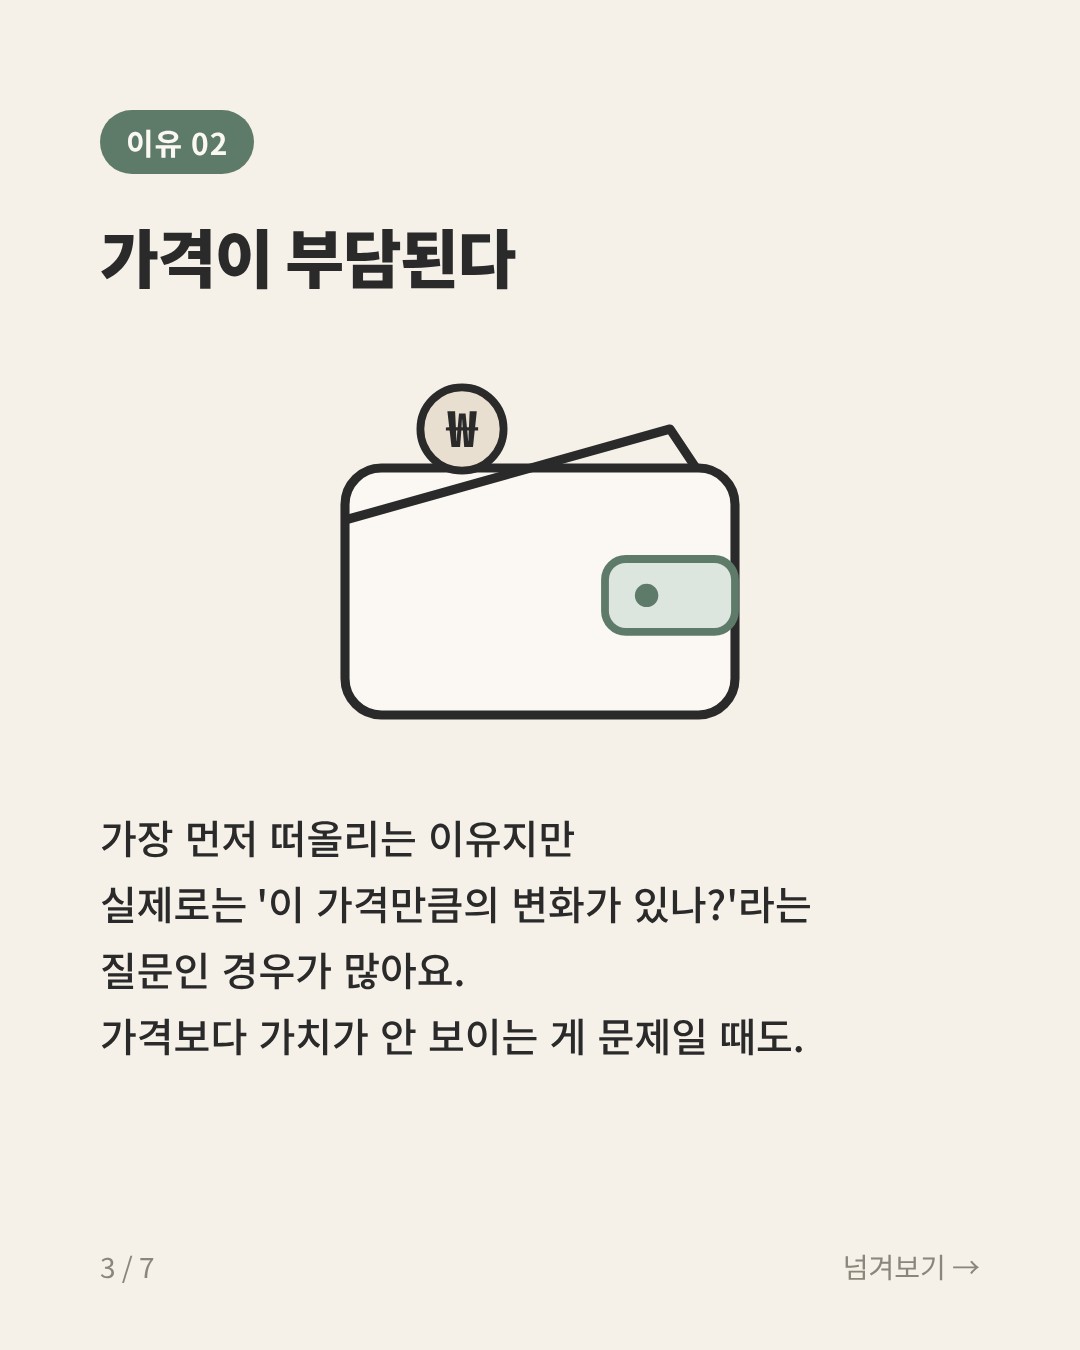 이유 02
가격이 부담된다
₩
가장 먼저 떠올리는 이유지만
실제로는 '이 가격만큼의 변화가 있나?'라는
질문인 경우가 많아요.
가격보다 가치가 안 보이는 게 문제일 때도.
3 / 7
넘겨보기 →